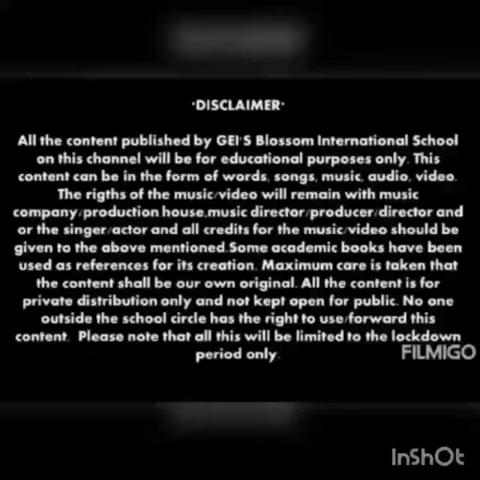 •DISCLAIMER•
All the content published by GEI'S Blossom International School
on this channel will be for educational purposes only. This
content can be in the form of words, songs, music, audio, video.
The rigths of the music/video will remain with music
company/production house,music director/producer/director and
or the singer/actor and all credits for the music/video should be
given to the above mentioned.Some academic books have been
used as references for its creation. Maximum care is taken that
the content shall be our own original. All the content is for
private distribution only and not kept open for public. No one
outside the school circle has the right to use/forward this
content. Please note that all this will be limited to the lockdown
period only.
FILMIGO
InShOt